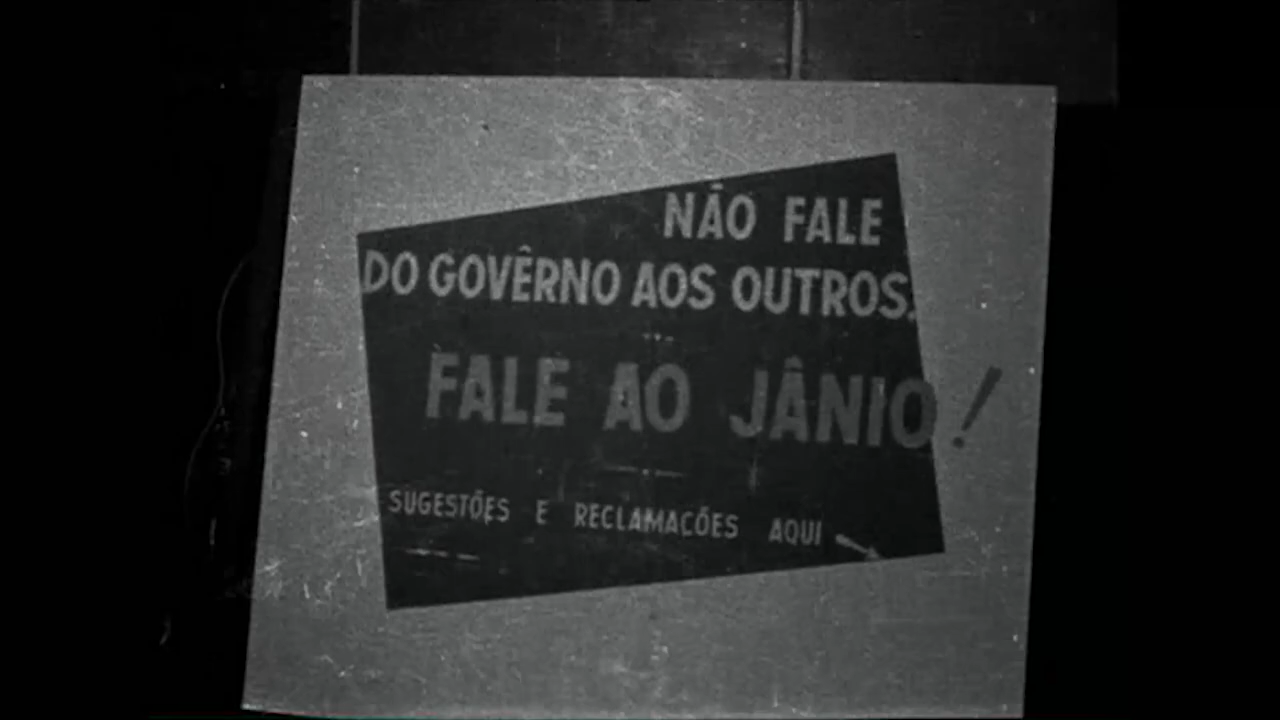 NÃO FALE
DO GOVÊRNO AOS OUTROS.
FALE AO JÂNIO!
SUGESTÕES E RECLAMAÇÕES AQUI